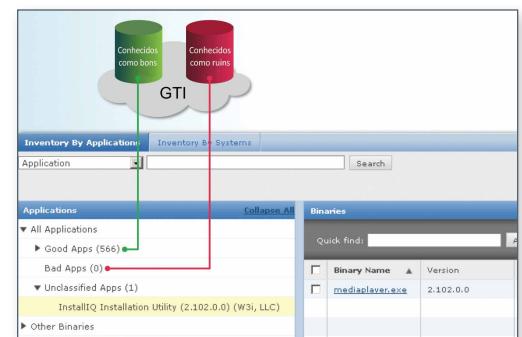 Conhecidos
como bons
Conhecidos
como ruins
GTI
Inventory By Applications
Inventory By Systems
Application
Search
Applications
Collapse All
Binaries
All Applications
Quick find:
A
Good Apps (566)
Bad Apps (0)
Binary Name
Version
Unclassified Apps (1)
mediaplayer.exe
2.102.0.0
InstallIQ Installation Utility (2.102.0.0) (W3i, LLC)
Other Binaries